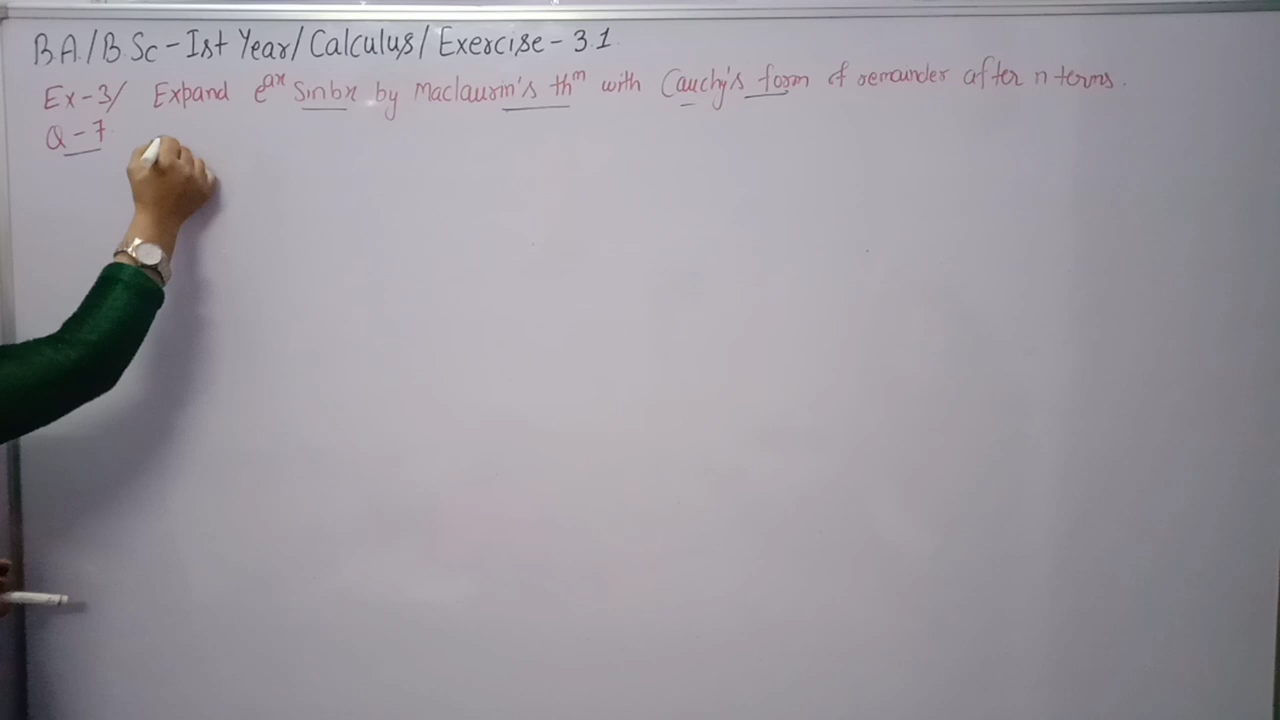 B.A./B.Sc - Ist Year/ Calculus/ Exercise - 3.1
Ex-3/ Expand e^ax Sinbx by Maclaurin's th^m with Cauchy's form of remainder after n terms.
Q-7